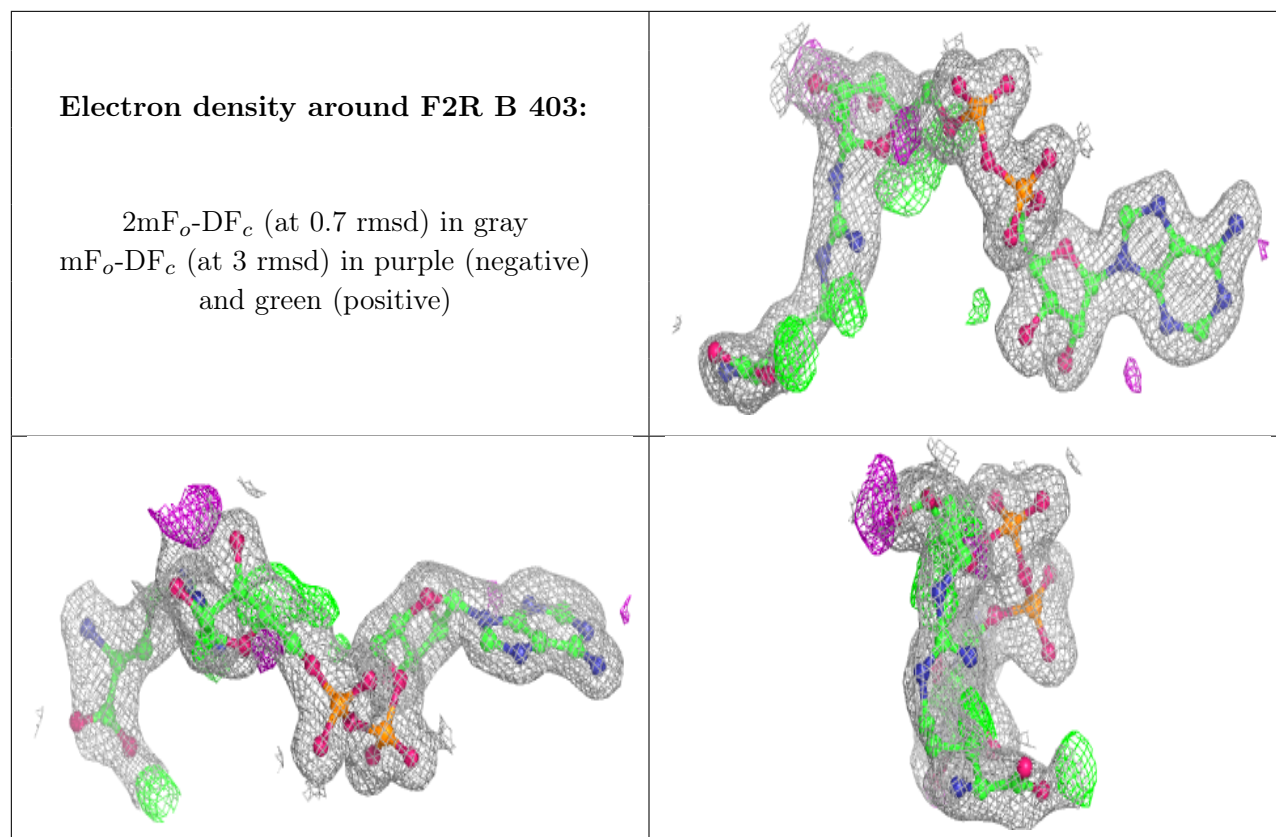 Electron density around F2R B 403:
2mFₒ-DF𝑐 (at 0.7 rmsd) in gray
mFₒ-DF𝑐 (at 3 rmsd) in purple (negative)
and green (positive)